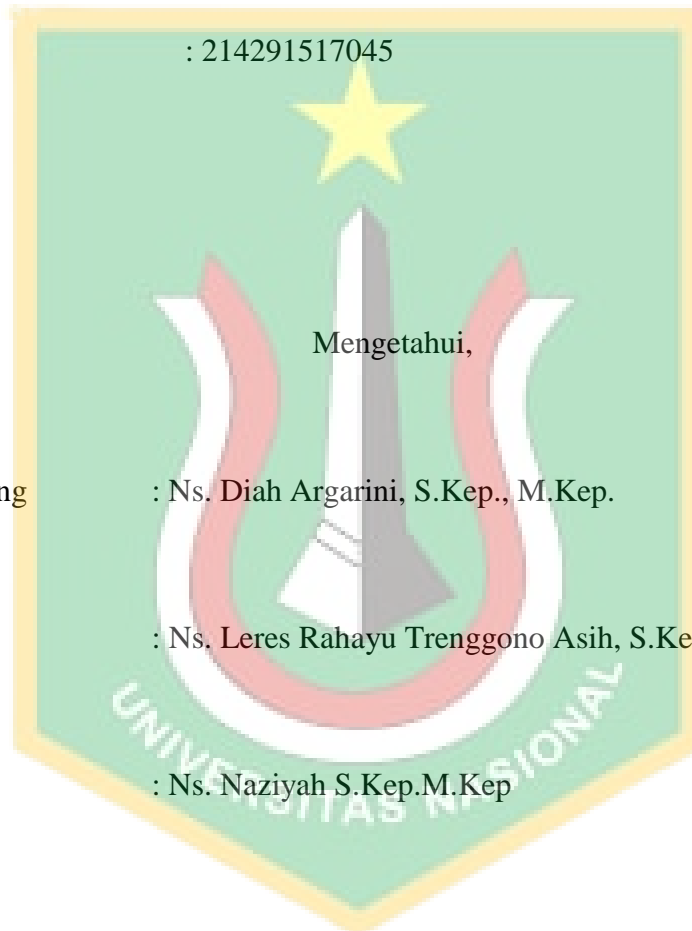 : 214291517045
Mengetahui,
ng : Ns. Diah Argarini, S.Kep., M.Kep.
: Ns. Leres Rahayu Trenggono Asih, S.Ke
: Ns. Naziyah S.Kep.M.Kep
UNIVERSITAS NASIONAL